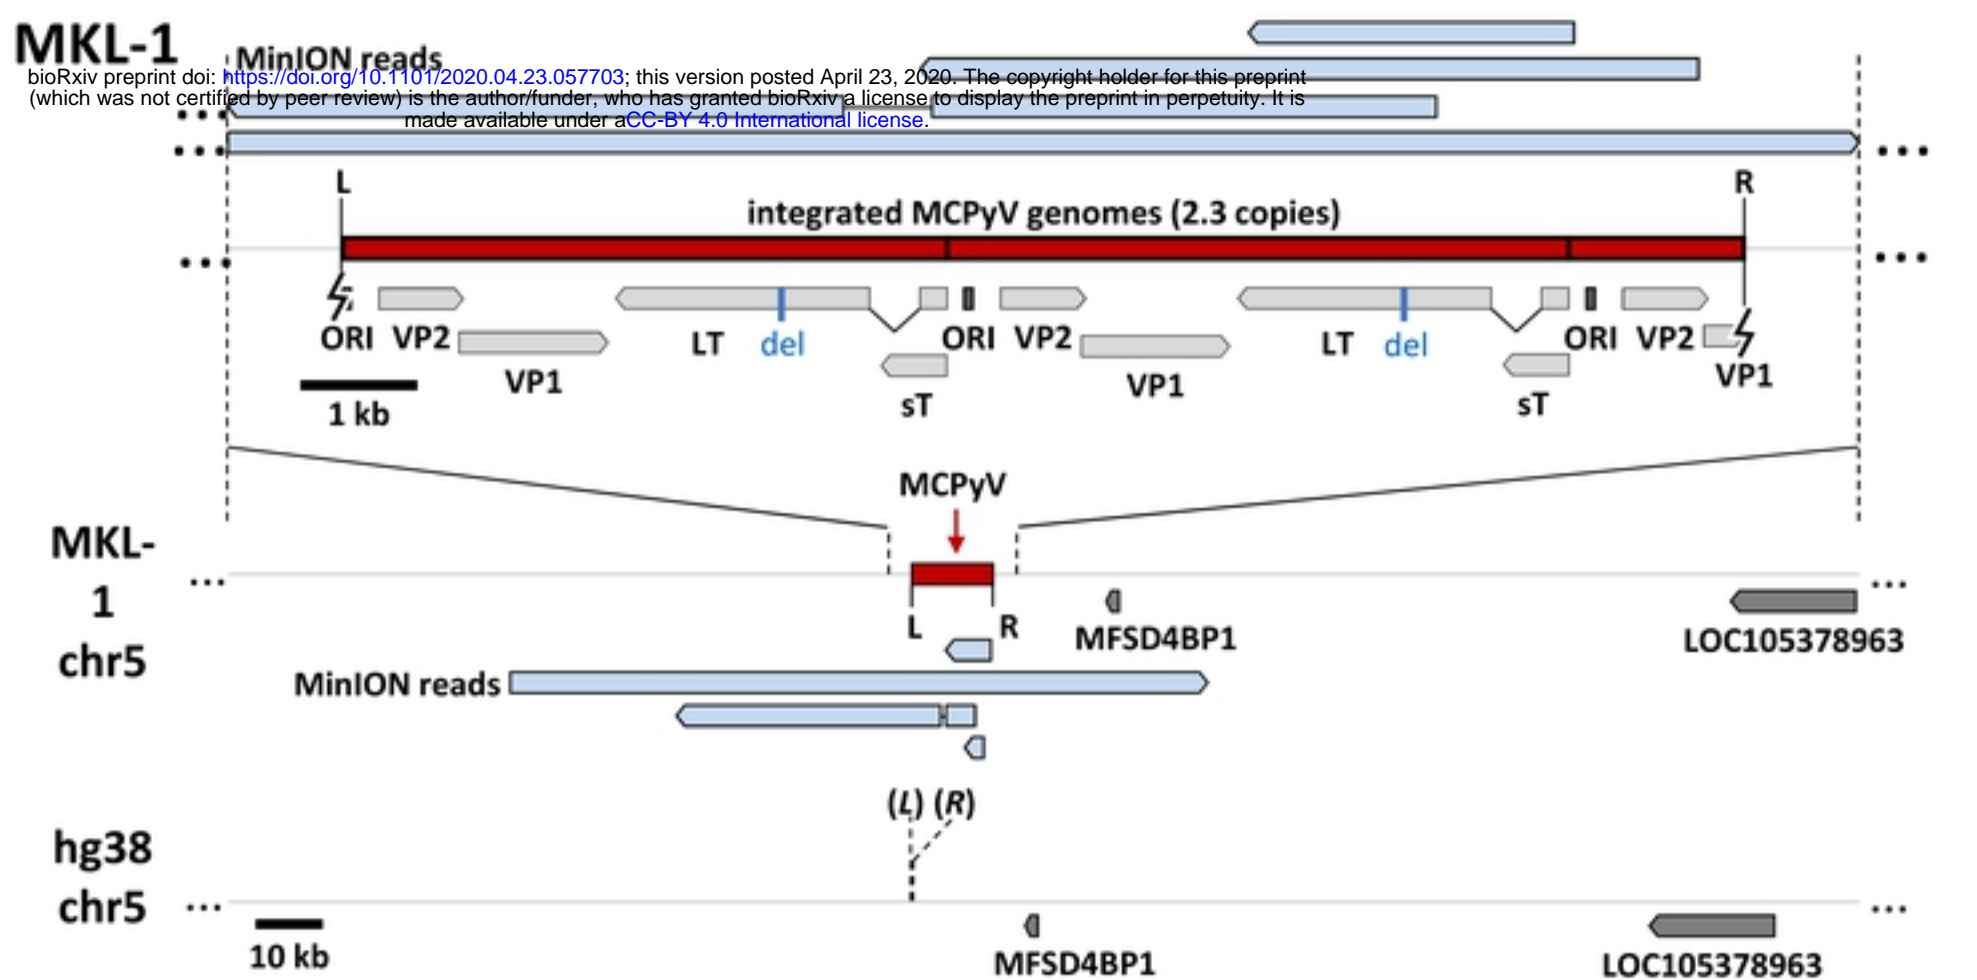 MKL-1
MinION reads
bioRxiv preprint doi: https://doi.org/10.1101/2020.04.23.057703; this version posted April 23, 2020. The copyright holder for this preprint
(which was not certified by peer review) is the author/funder, who has granted bioRxiv a license to display the preprint in perpetuity. It is
made available under aCC-BY 4.0 International license.
L R
integrated MCPyV genomes (2.3 copies)
ORI VP2 LT del ORI VP2 LT del ORI VP2
VP1 VP1 VP1
sT sT
1 kb
MCPyV
MKL-
1
chr5
L R
MFSD4BP1
LOC105378963
MinION reads
(L) (R)
hg38
chr5
10 kb
MFSD4BP1
LOC105378963